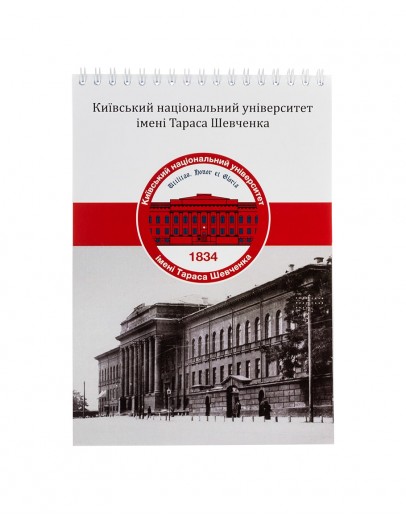 Київський національний університет
імені Тараса Шевченка
Київський національний університет
Utilitas, Honor et Gloria
1834
імені Тараса Шевченка